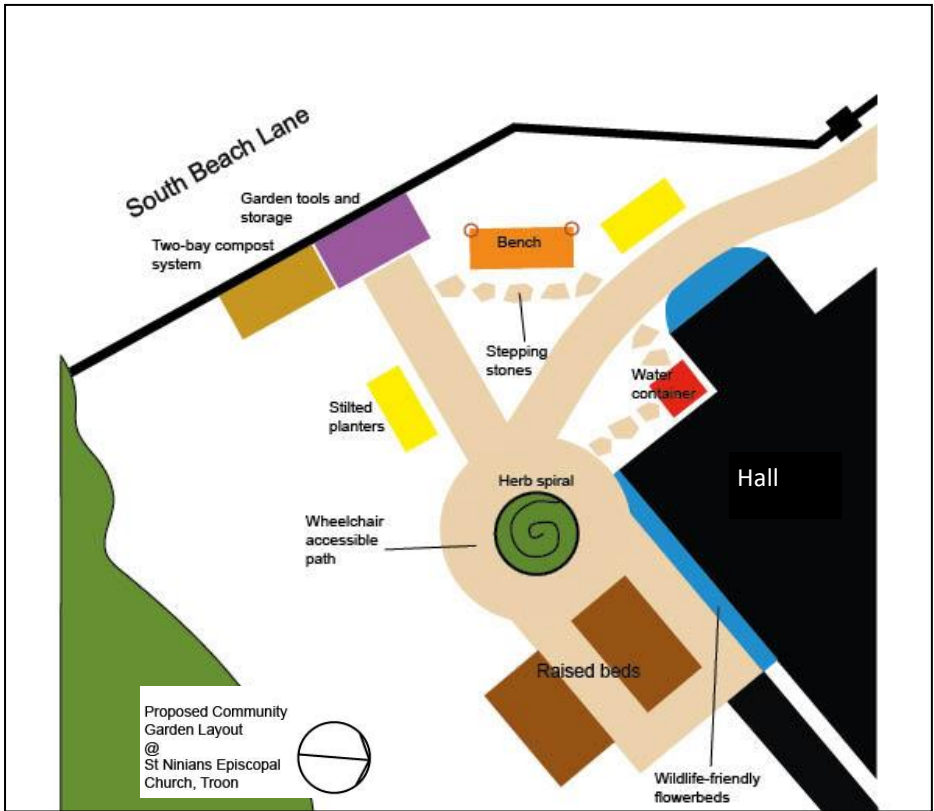 South Beach Lane
Garden tools and
storage
Two-bay compost
system
Bench
Stepping
stones
Water
container
Stilted
planters
Hall
Herb spiral
Wheelchair
accessible
path
Raised beds
Proposed Community
Garden Layout
@
St Ninians Episcopal
Church, Troon
Wildlife-friendly
flowerbeds